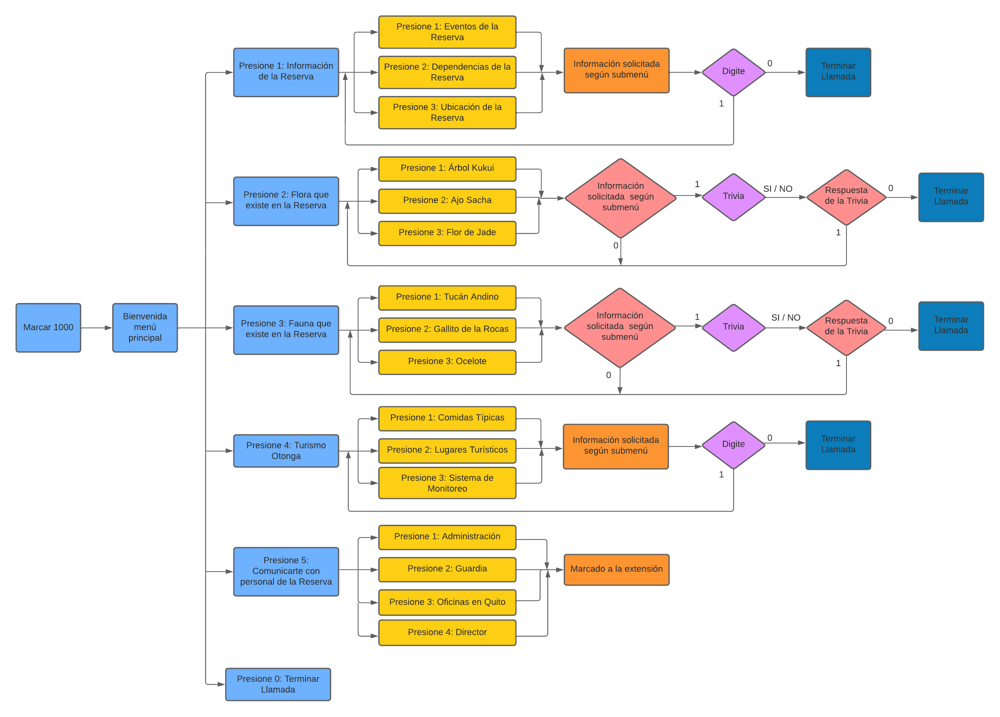 Marcar 1000
Bienvenida
menú
principal
Presione 1: Información
de la Reserva
Presione 1: Eventos de la
Reserva
Presione 2: Dependencias de la
Reserva
Presione 3: Ubicación de la
Reserva
Información solicitada
según submenú
Digite
0
1
Terminar
Llamada
Presione 2: Flora que
existe en la Reserva
Presione 1: Árbol Kukui
Presione 2: Ajo Sacha
Presione 3: Flor de Jade
Información
solicitada  según
submenú
1
0
Trivia
SI / NO
Respuesta
de la Trivia
0
1
Terminar
Llamada
Presione 3: Fauna que
existe en la Reserva
Presione 1: Tucán Andino
Presione 2: Gallito de la Rocas
Presione 3: Ocelote
Información
solicitada  según
submenú
1
0
Trivia
SI / NO
Respuesta
de la Trivia
0
1
Terminar
Llamada
Presione 4: Turismo
Otonga
Presione 1: Comidas Típicas
Presione 2: Lugares Turísticos
Presione 3: Sistema de
Monitoreo
Información solicitada
según submenú
Digite
0
1
Terminar
Llamada
Presione 5:
Comunicarte con
personal de la Reserva
Presione 1: Administración
Presione 2: Guardia
Presione 3: Oficinas en Quito
Presione 4: Director
Marcado a la extensión
Presione 0: Terminar
Llamada